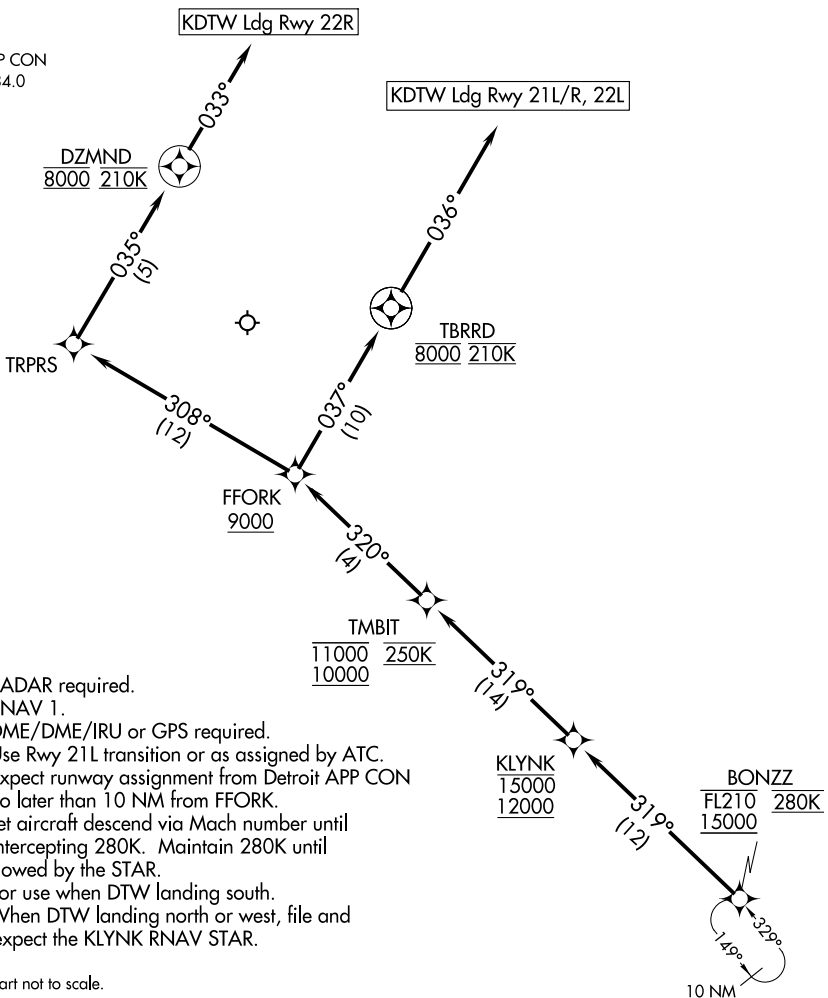 KDTW Ldg Rwy 22R
P CON
34.0
KDTW Ldg Rwy 21L/R, 22L
033°
DZMND
8000 210K
036°
035°
(5)
TBRRD
8000 210K
TRPRS
037°
(10)
308°
(12)
FFORK
9000
320°
(4)
TMBIT
11000 250K
10000
319°
(14)
KLYNK
15000
12000
BONZZ
FL210 280K
15000
319°
(12)
329°
149°
10 NM
ADAR required.
NAV 1.
DME/DME/IRU or GPS required.
Use Rwy 21L transition or as assigned by ATC.
xpect runway assignment from Detroit APP CON
o later than 10 NM from FFORK.
et aircraft descend via Mach number until
ntercepting 280K. Maintain 280K until
lowed by the STAR.
or use when DTW landing south.
When DTW landing north or west, file and
expect the KLYNK RNAV STAR.
art not to scale.